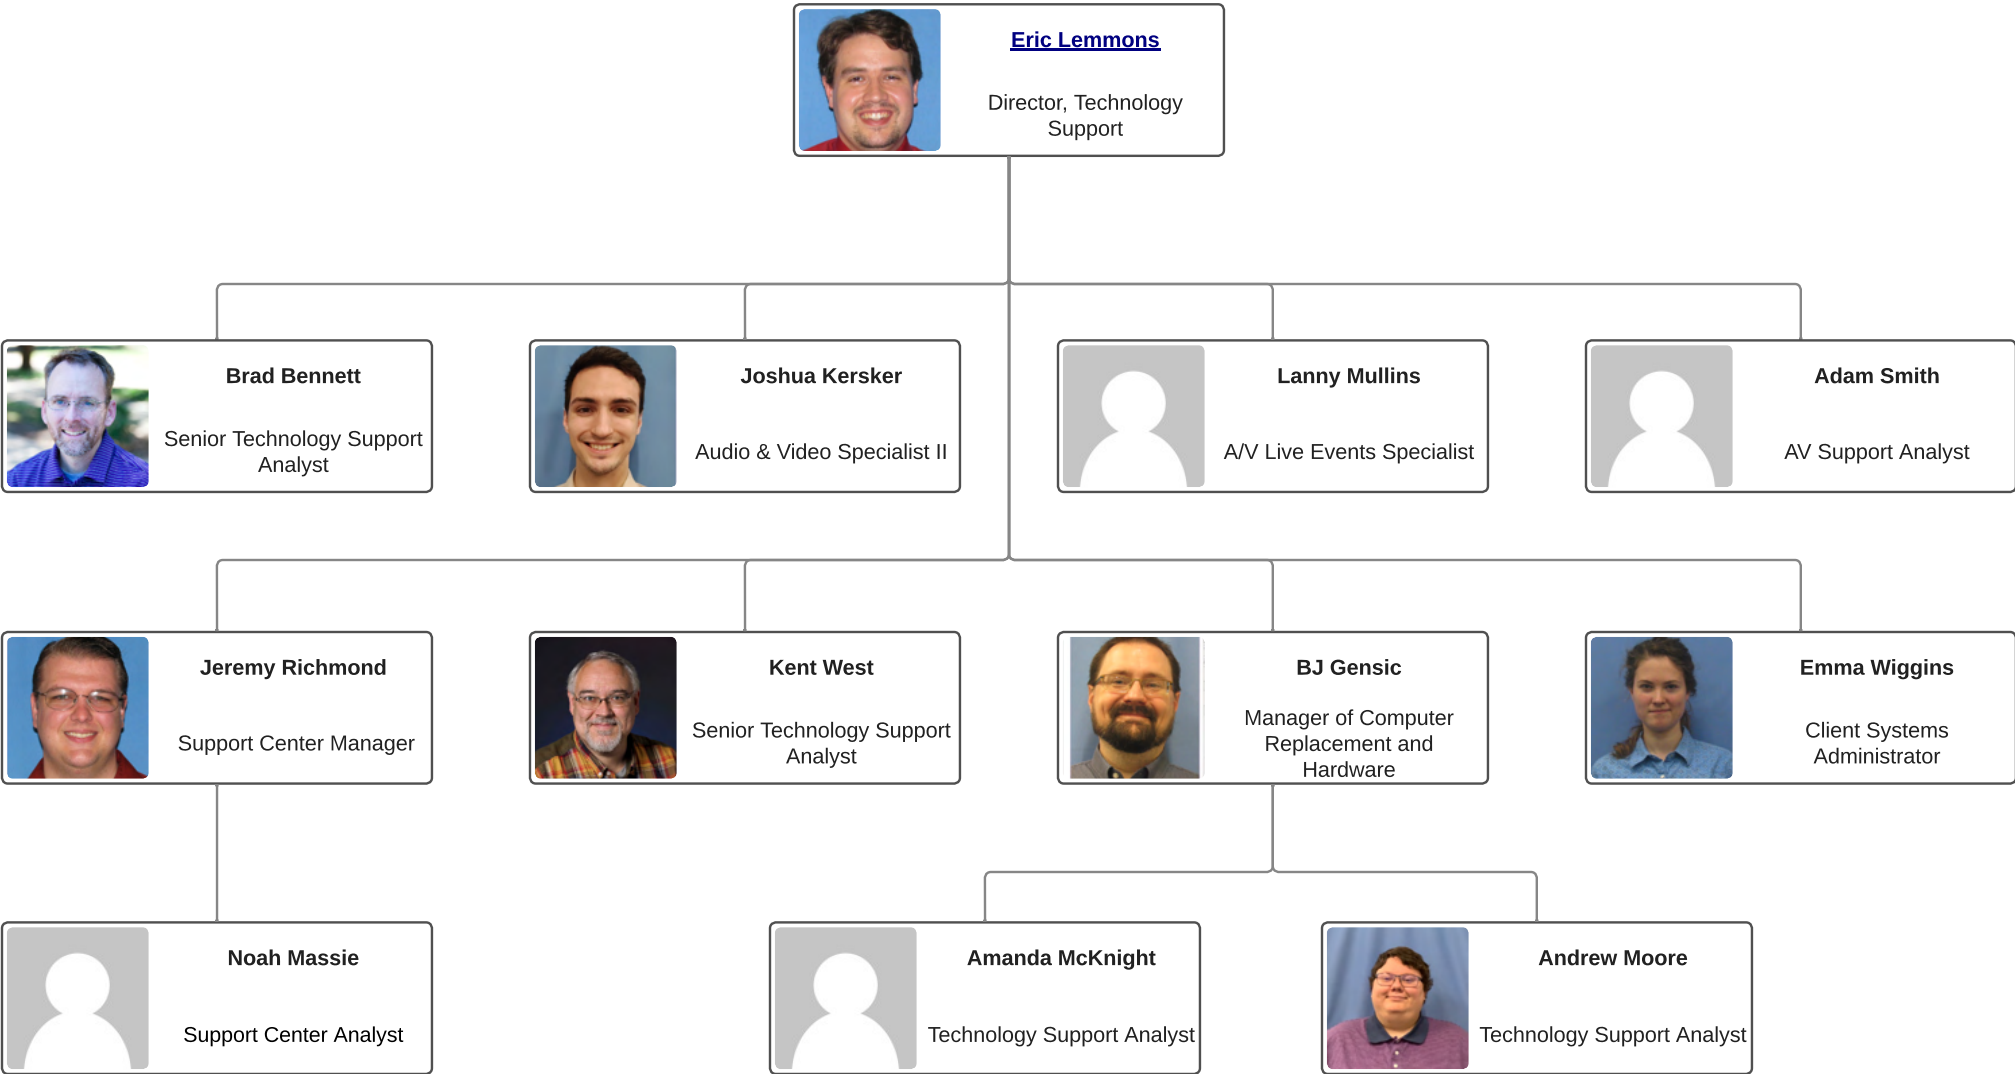 Eric Lemmons
Director, Technology
Support
Brad Bennett
Senior Technology Support
Analyst
Joshua Kersker
Audio & Video Specialist II
Lanny Mullins
A/V Live Events Specialist
Adam Smith
AV Support Analyst
Jeremy Richmond
Support Center Manager
Kent West
Senior Technology Support
Analyst
BJ Gensic
Manager of Computer
Replacement and
Hardware
Emma Wiggins
Client Systems
Administrator
Noah Massie
Support Center Analyst
Amanda McKnight
Technology Support Analyst
Andrew Moore
Technology Support Analyst